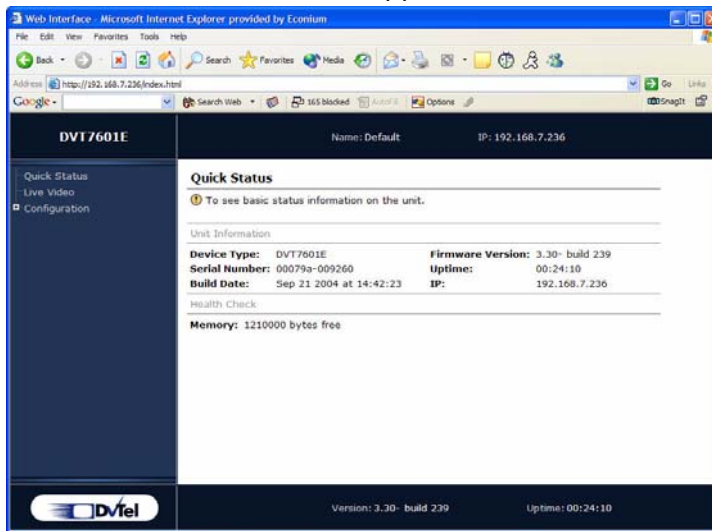 Web Interface - Microsoft Internet Explorer provided by Econium
File Edit View Favorites Tools Help
Back Search Favorites Media
Address http://192.168.7.236/index.html Go Links
Google Search Web 165 blocked AutoFill Options SnagIt
DVT7601E Name: Default IP: 192.168.7.236
Quick Status
Live Video
Configuration
Quick Status
To see basic status information on the unit.
Unit Information
Device Type: DVT7601E Firmware Version: 3.30- build 239
Serial Number: 00079a-009260 Uptime: 00:24:10
Build Date: Sep 21 2004 at 14:42:23 IP: 192.168.7.236
Health Check
Memory: 1210000 bytes free
DVTel Version: 3.30- build 239 Uptime: 00:24:10